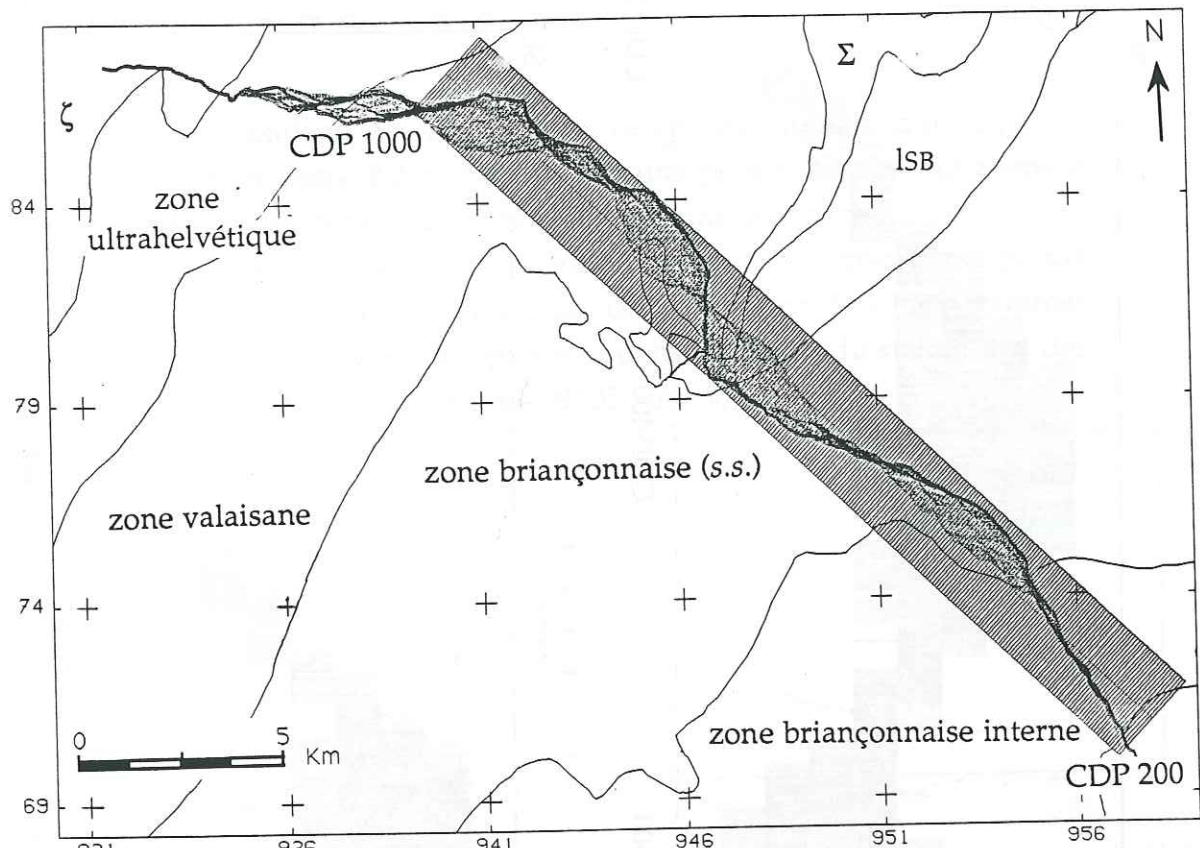 N
Σ
ζ
CDP 1000
lSB
84
zone
ultrahelvétique
79
zone briançonnaise (s.s.)
zone valaisane
74
zone briançonnaise interne
0 5
Km
CDP 200
69
931 936 941 946 951 956